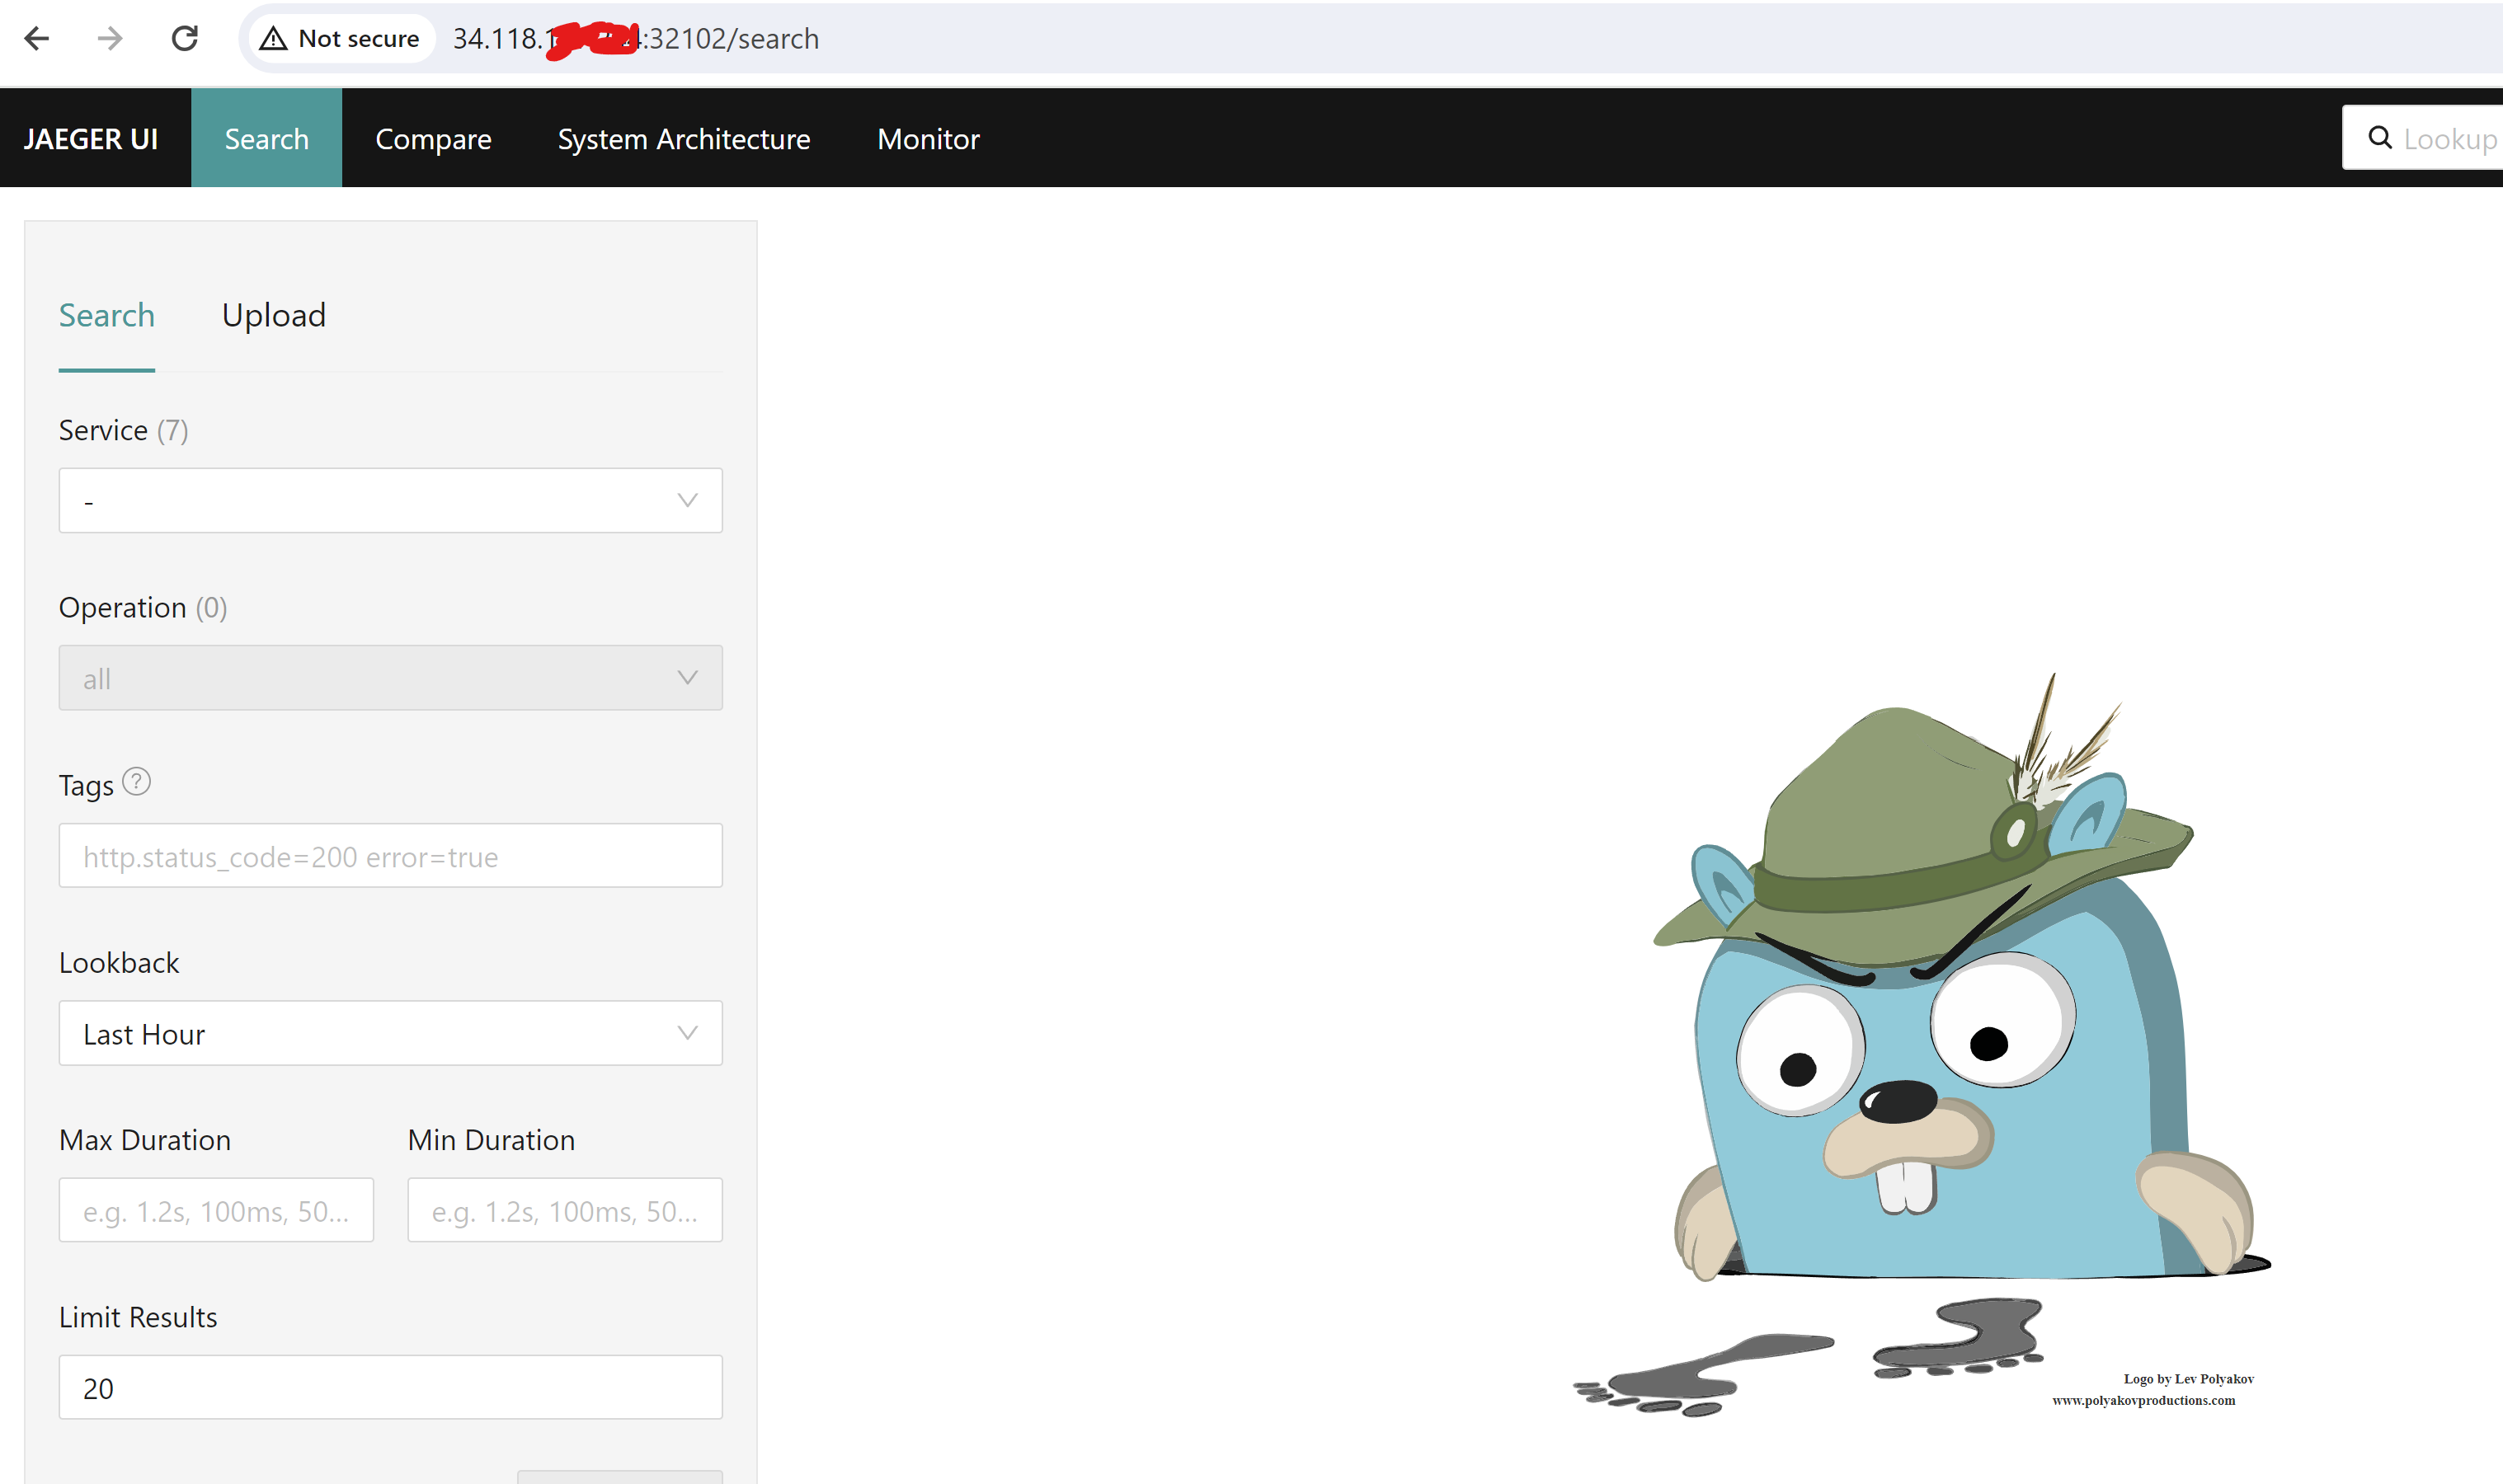 Not secure 34.118.1 4:32102/search
JAEGER UI Search Compare System Architecture Monitor Lookup
Search Upload
Service (7)
-
Operation (0)
all
Tags ?
http.status_code=200 error=true
Lookback
Last Hour
Max Duration Min Duration
e.g. 1.2s, 100ms, 50... e.g. 1.2s, 100ms, 50...
Limit Results
20
Logo by Lev Polyakov
www.polyakovproductions.com